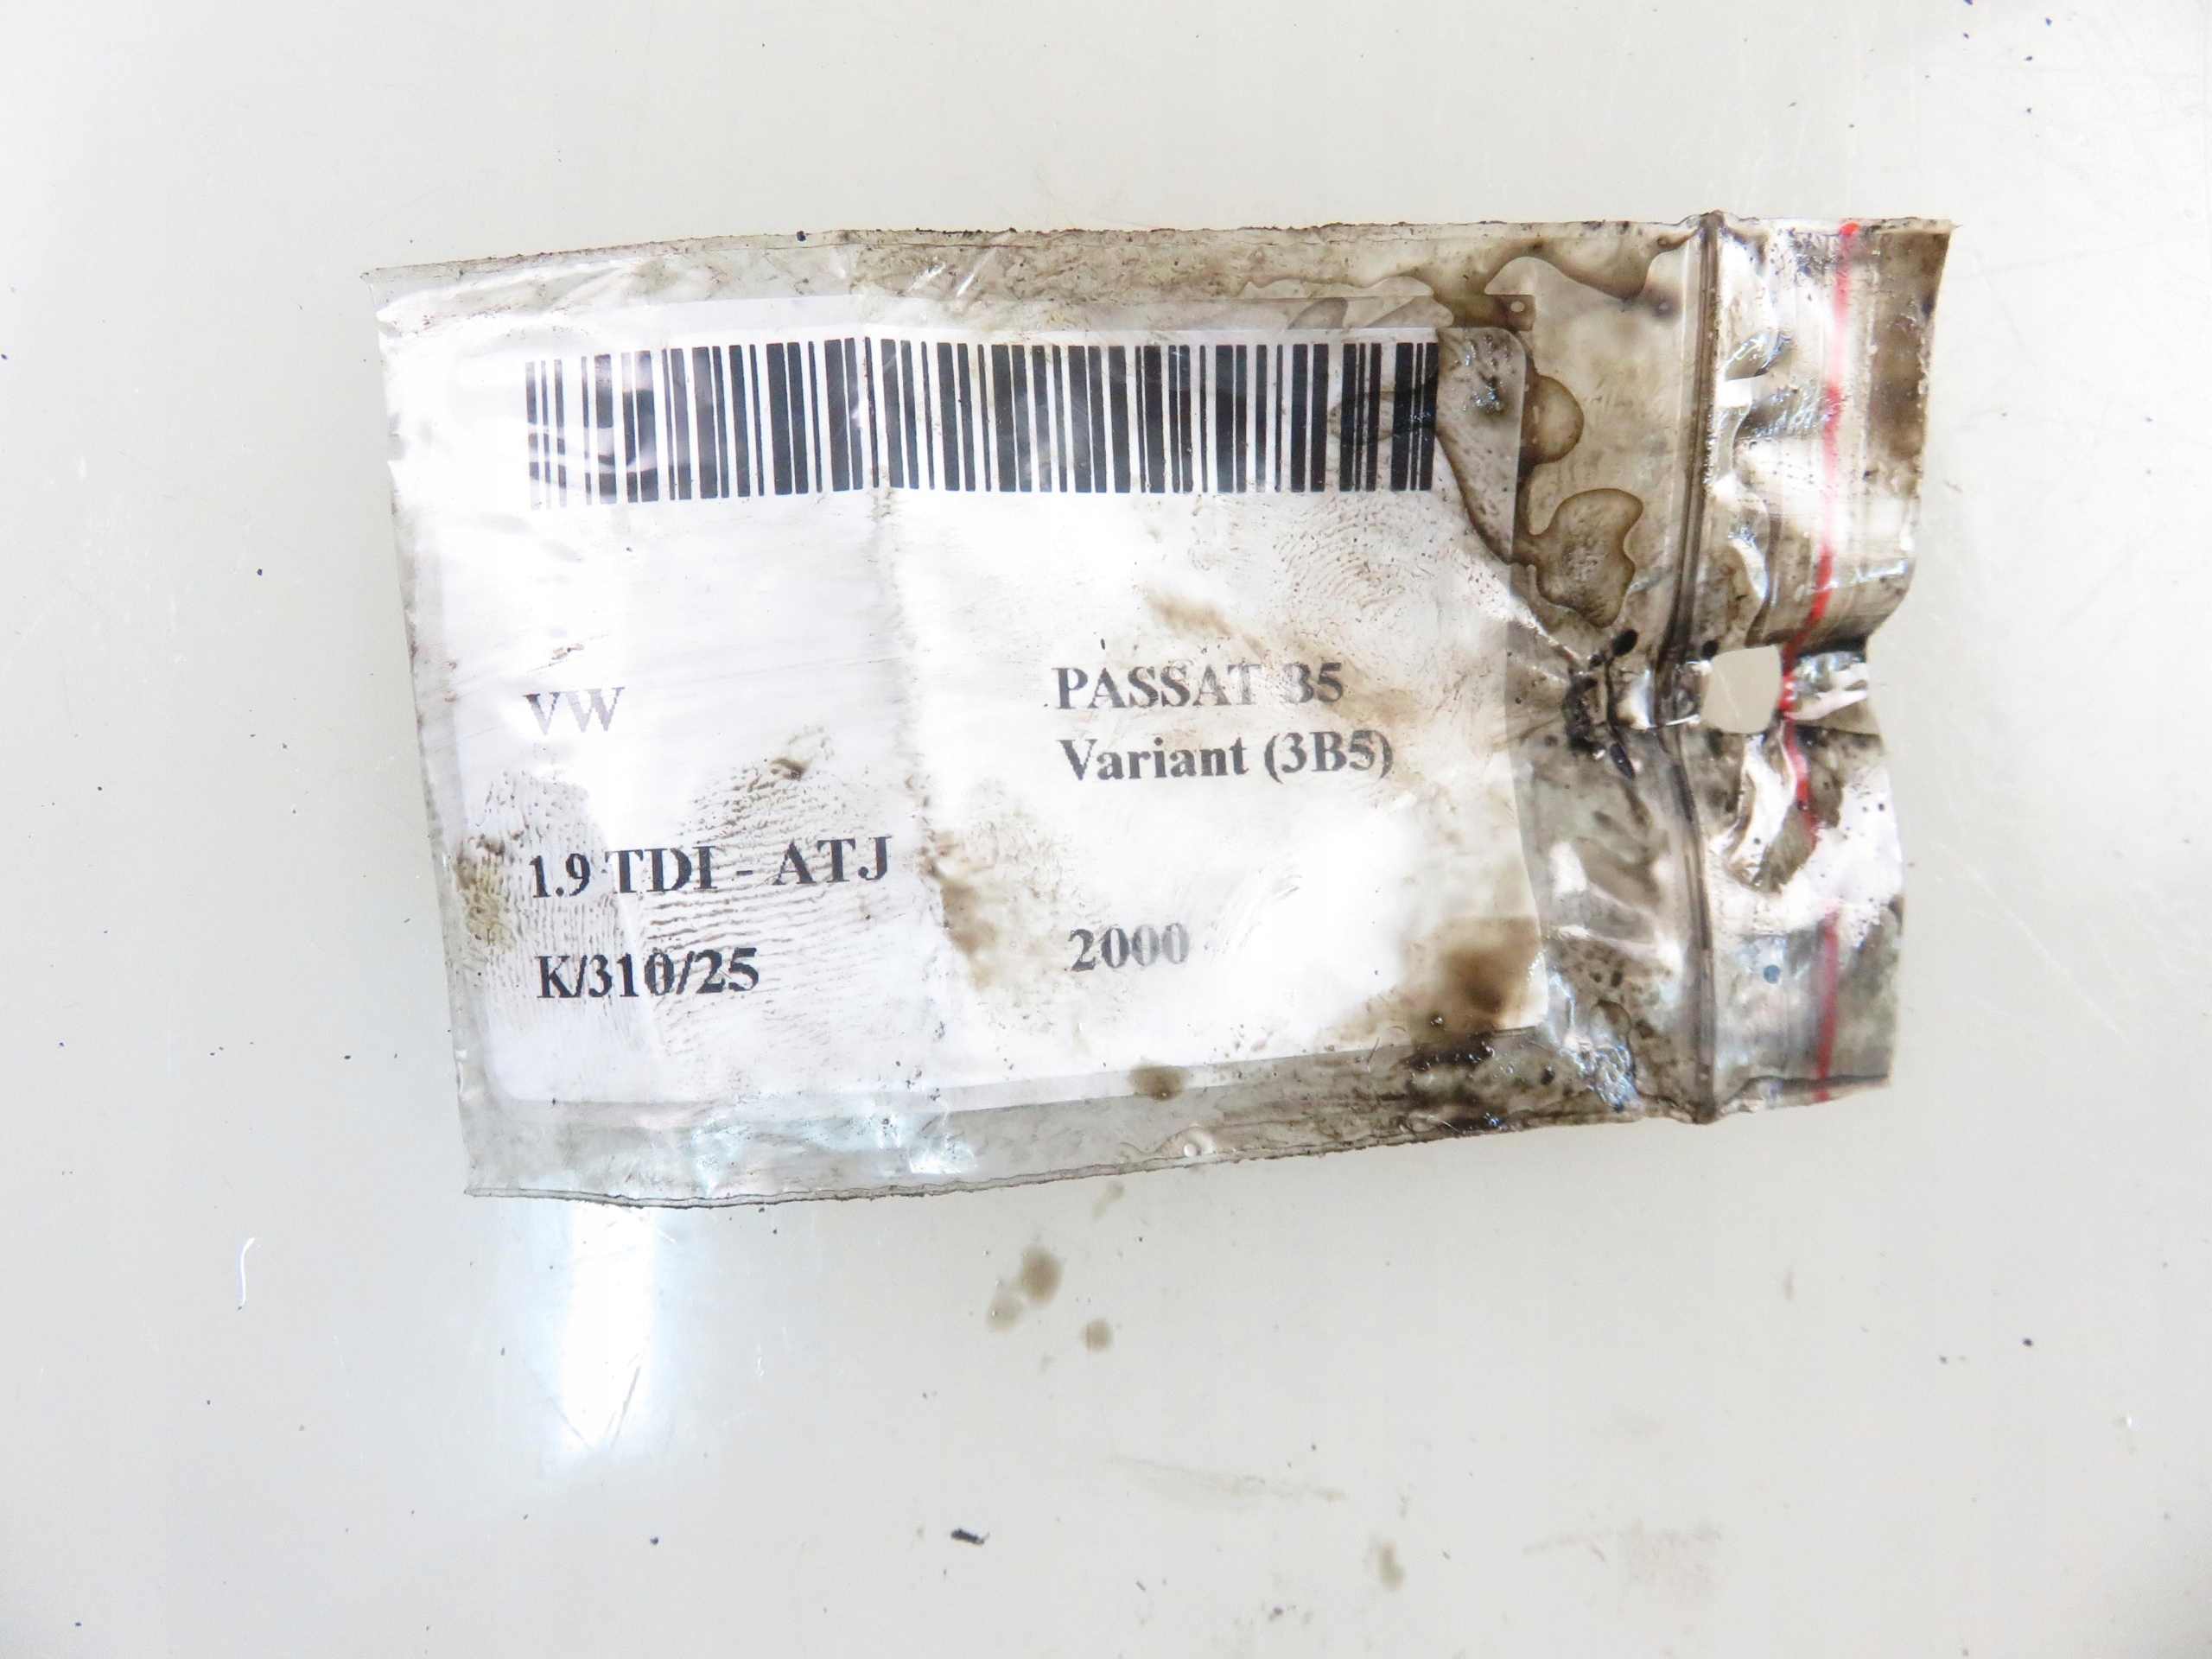 VW
PASSAT B5
Variant (3B5)
1.9 TDI - ATJ
2000
K/310/25